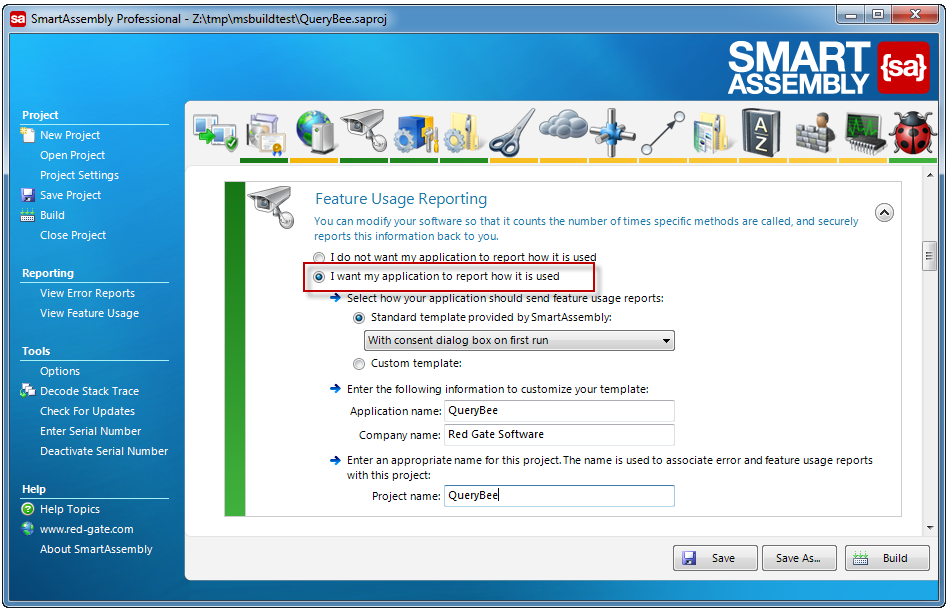 SmartAssembly Professional - Z:\tmp\msbuildtest\QueryBee.saproj
SMART
ASSEMBLY
{sa}
Project
New Project
Open Project
Project Settings
Save Project
Build
Close Project
Reporting
View Error Reports
View Feature Usage
Tools
Options
Decode Stack Trace
Check For Updates
Enter Serial Number
Deactivate Serial Number
Help
Help Topics
www.red-gate.com
About SmartAssembly
A
Z
Feature Usage Reporting
You can modify your software so that it counts the number of times specific methods are called, and securely
reports this information back to you.
I do not want my application to report how it is used
I want my application to report how it is used
Select how your application should send feature usage reports:
Standard template provided by SmartAssembly:
With consent dialog box on first run
Custom template:
Enter the following information to customize your template:
Application name: QueryBee
Company name: Red Gate Software
Enter an appropriate name for this project. The name is used to associate error and feature usage reports
with this project:
Project name: QueryBee
Save
Save As...
Build